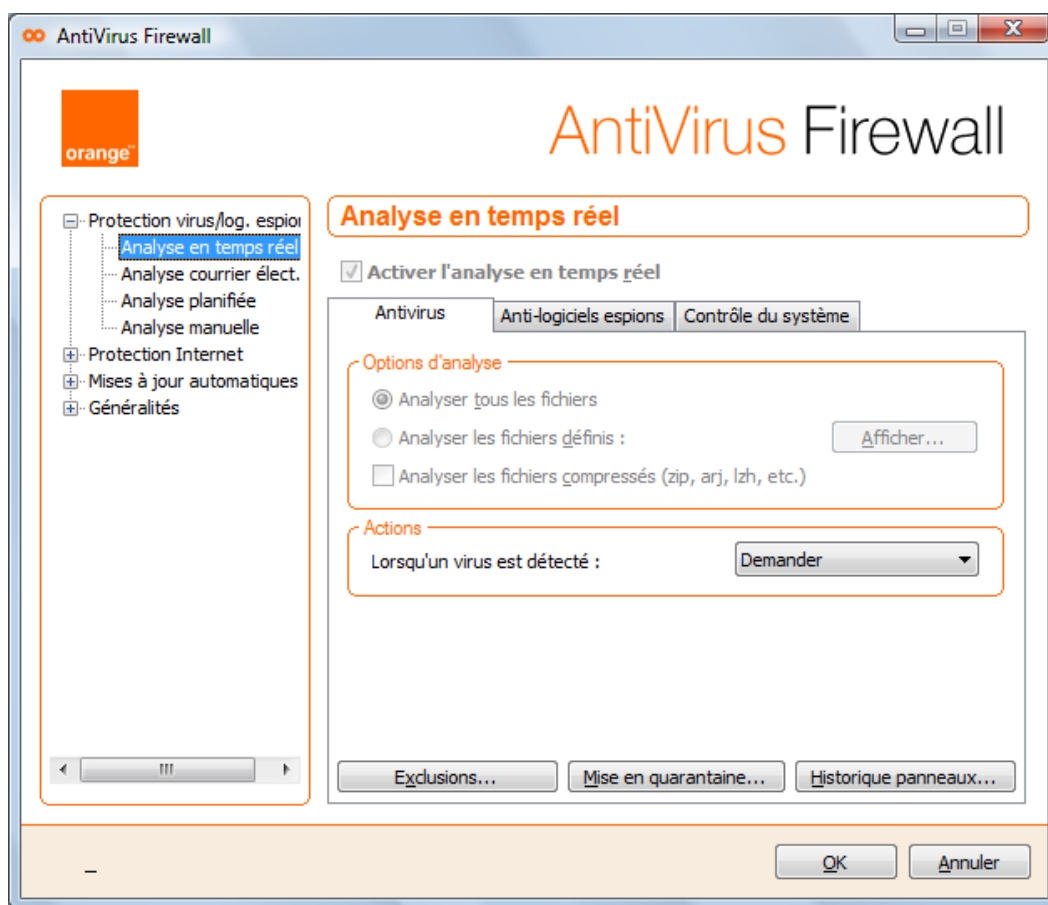 AntiVirus Firewall
orange™
AntiVirus Firewall
Protection virus/log. espion
Analyse en temps réel
Analyse courrier élect.
Analyse planifiée
Analyse manuelle
Protection Internet
Mises à jour automatiques
Généralités
Analyse en temps réel
Activer l'analyse en temps réel
Antivirus Anti-logiciels espions Contrôle du système
Options d'analyse
Analyser tous les fichiers
Analyser les fichiers définis : Afficher...
Analyser les fichiers compressés (zip, arj, lzh, etc.)
Actions
Lorsqu'un virus est détecté : Demander
Exclusions... Mise en quarantaine... Historique panneaux...
OK Annuler